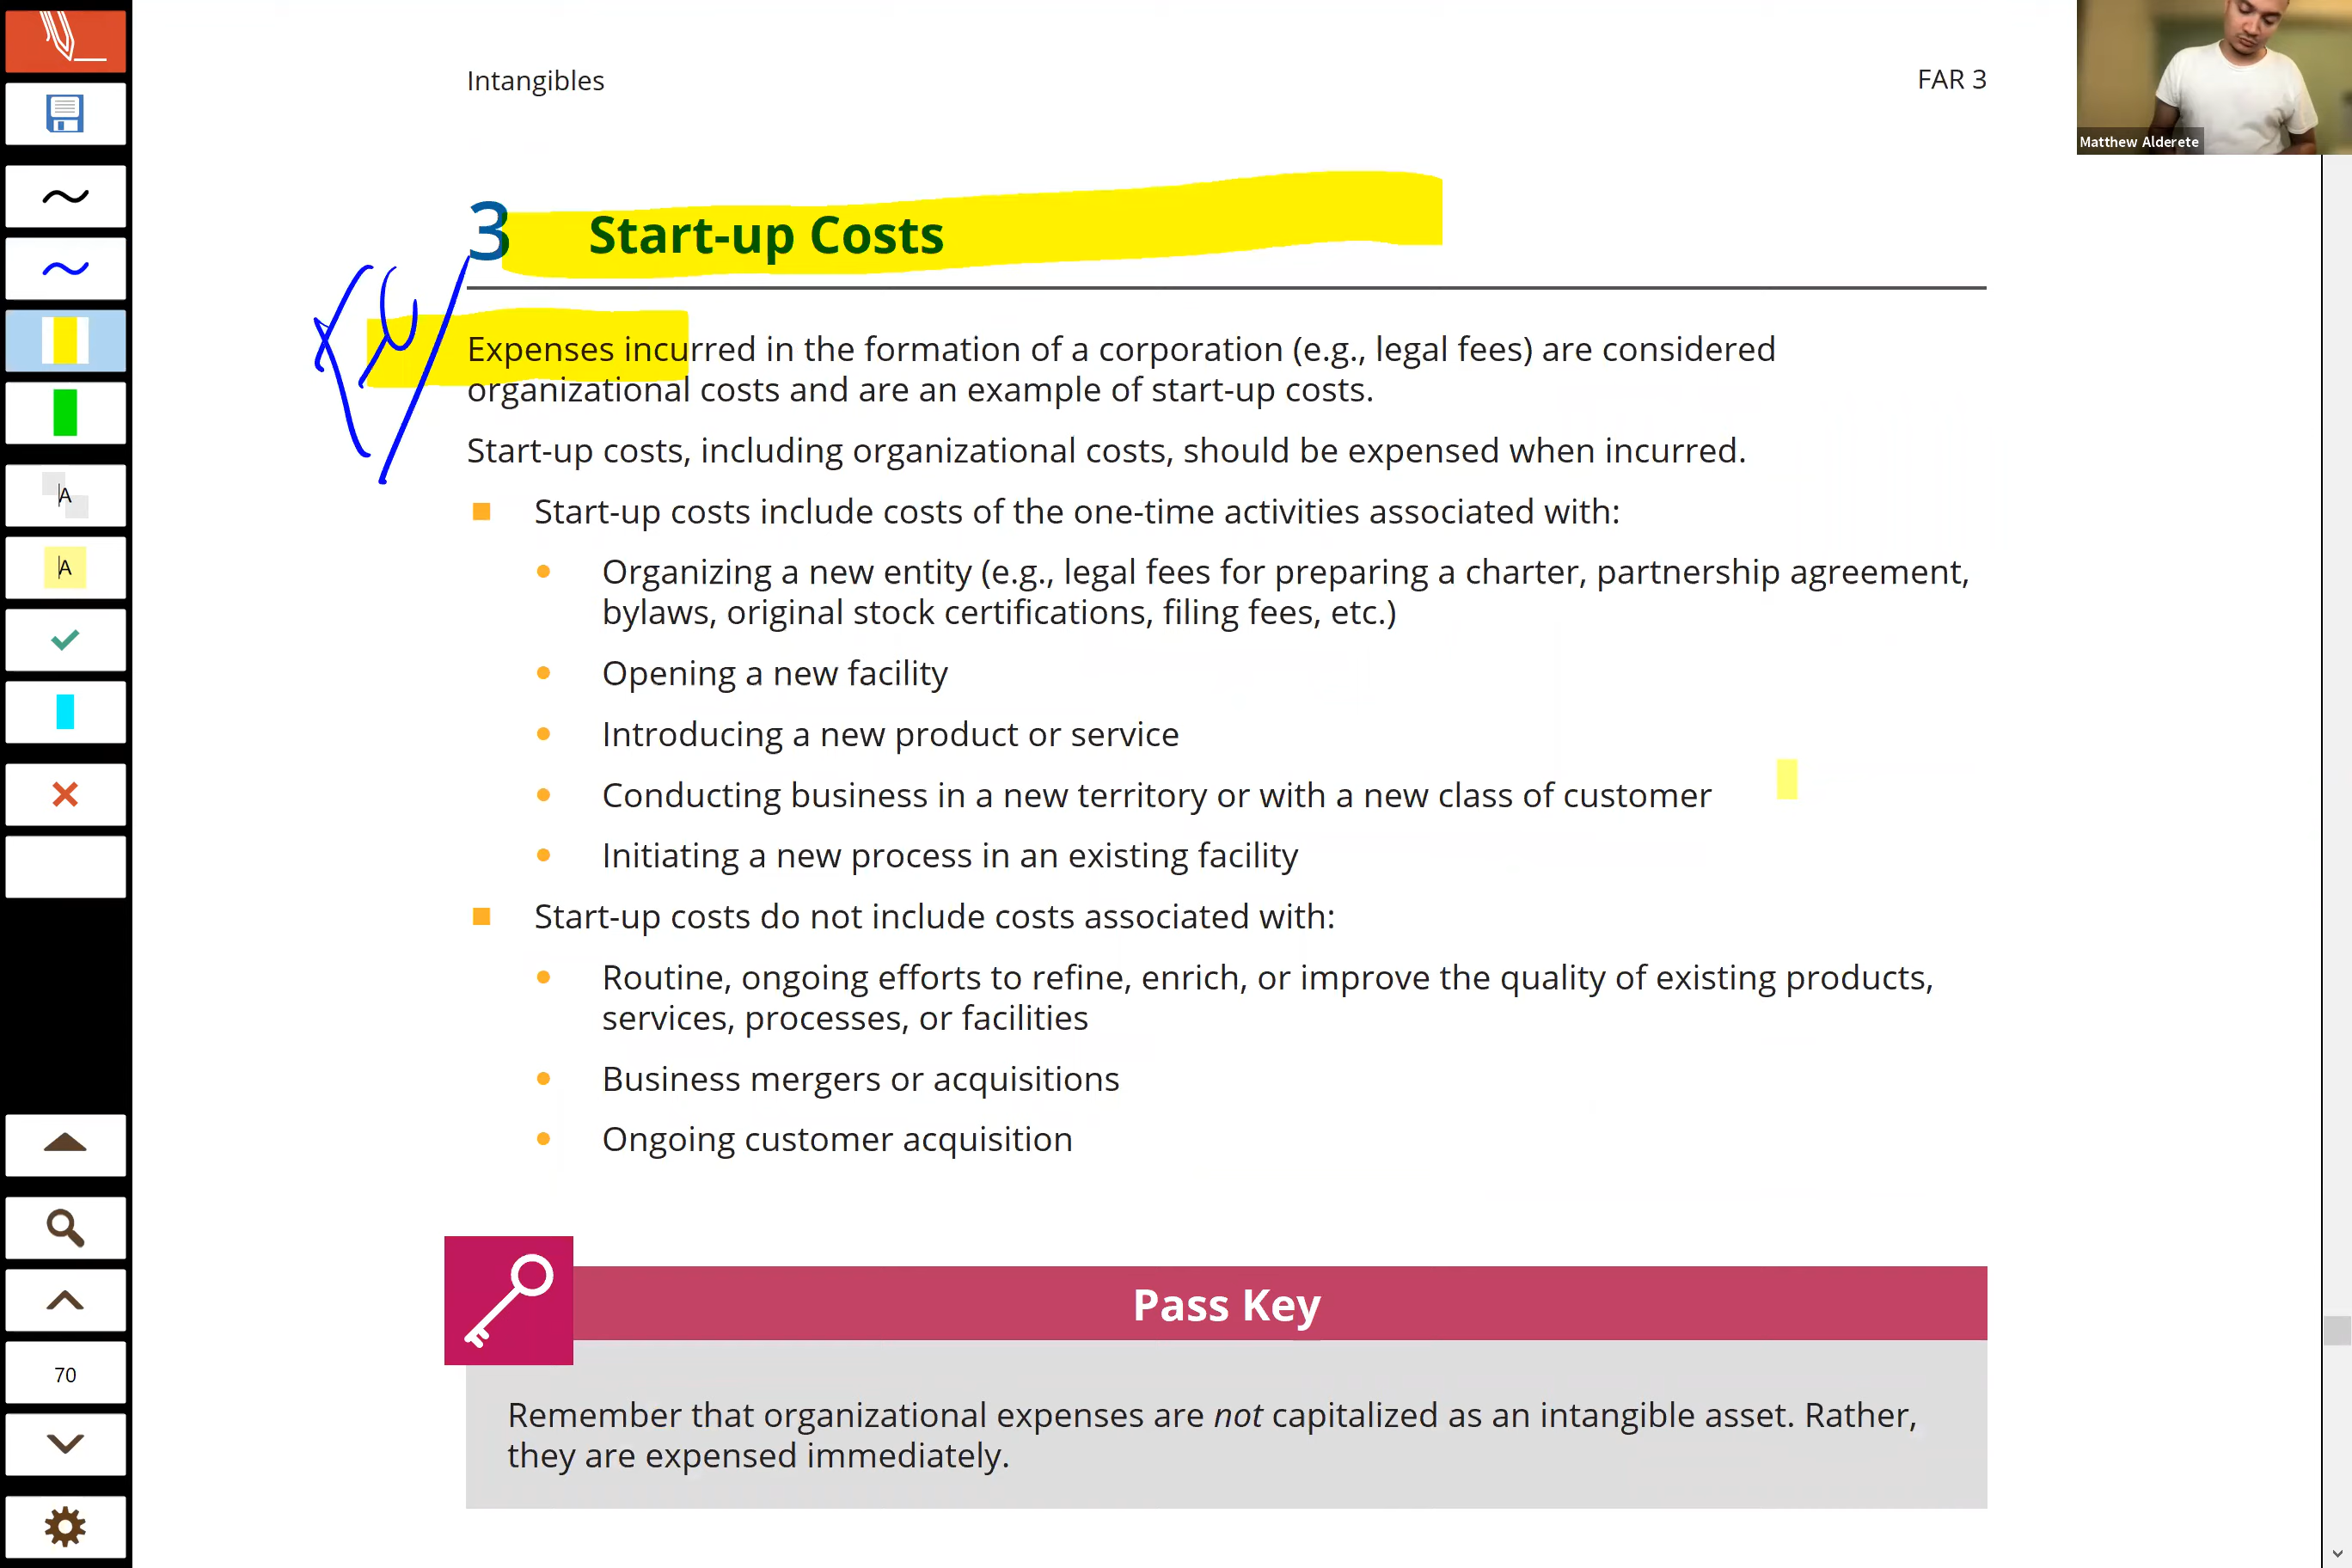 Intangibles
FAR 3
Matthew Alderete
3 Start-up Costs
Expenses incurred in the formation of a corporation (e.g., legal fees) are considered
organizational costs and are an example of start-up costs.
Start-up costs, including organizational costs, should be expensed when incurred.
Start-up costs include costs of the one-time activities associated with:
Organizing a new entity (e.g., legal fees for preparing a charter, partnership agreement,
bylaws, original stock certifications, filing fees, etc.)
Opening a new facility
Introducing a new product or service
Conducting business in a new territory or with a new class of customer
Initiating a new process in an existing facility
Start-up costs do not include costs associated with:
Routine, ongoing efforts to refine, enrich, or improve the quality of existing products,
services, processes, or facilities
Business mergers or acquisitions
Ongoing customer acquisition
Pass Key
Remember that organizational expenses are not capitalized as an intangible asset. Rather,
they are expensed immediately.
A
A
70